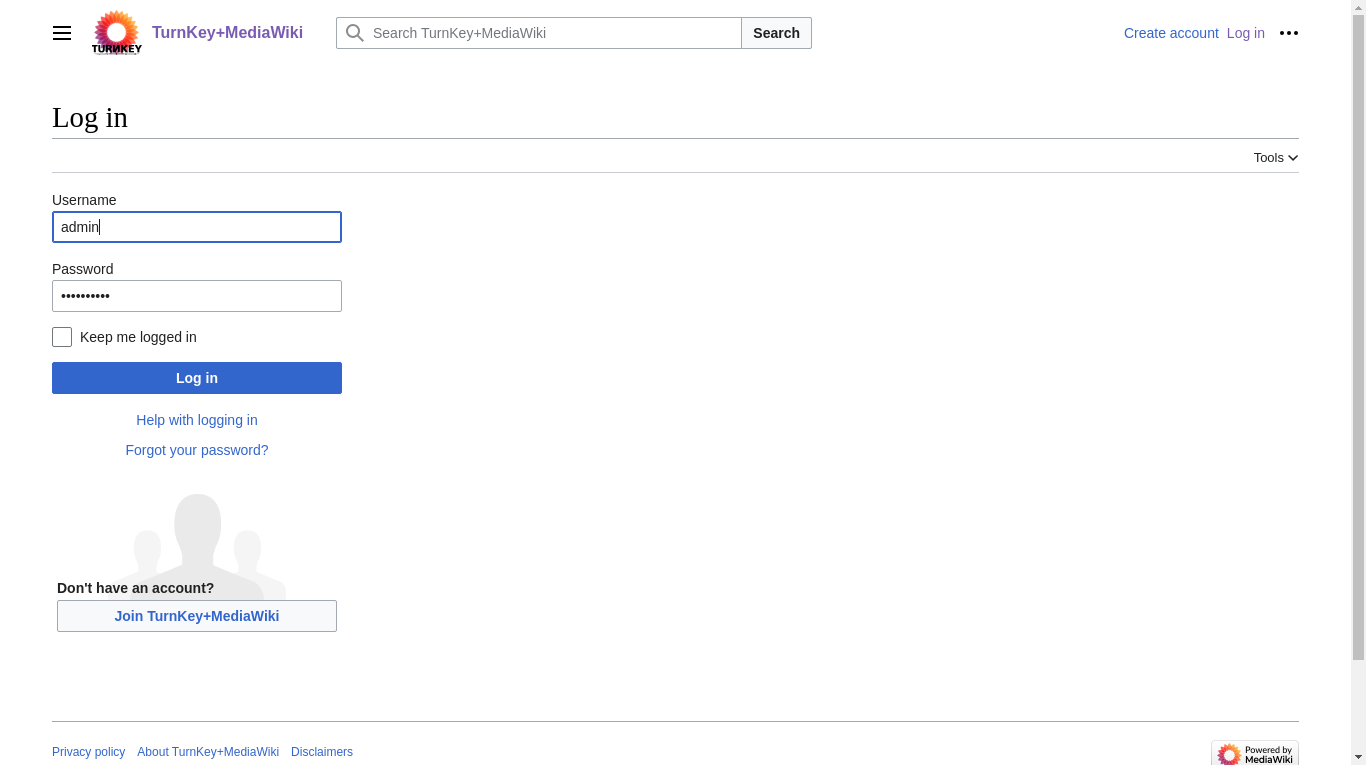 TURNKEY
TurnKey+MediaWiki
Search TurnKey+MediaWiki
Search
Create account
Log in
Log in
Tools
Username
admin
Password
••••••••••
Keep me logged in
Log in
Help with logging in
Forgot your password?
Don't have an account?
Join TurnKey+MediaWiki
Privacy policy
About TurnKey+MediaWiki
Disclaimers
Powered by
MediaWiki